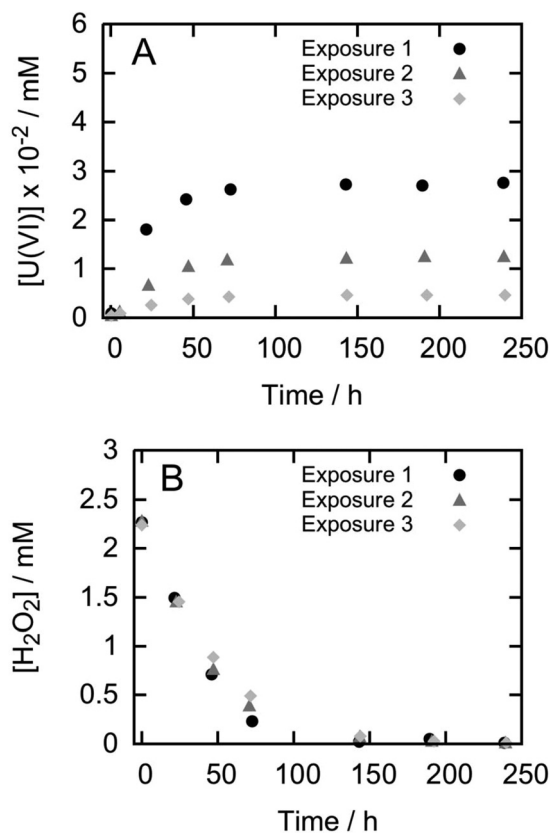 A
Exposure 1
Exposure 2
Exposure 3
6
5
4
3
2
1
0
[U(VI)] x 10-2 / mM
0 50 100 150 200 250
Time / h
B
Exposure 1
Exposure 2
Exposure 3
3
2.5
2
1.5
1
0.5
0
[H2O2] / mM
0 50 100 150 200 250
Time / h